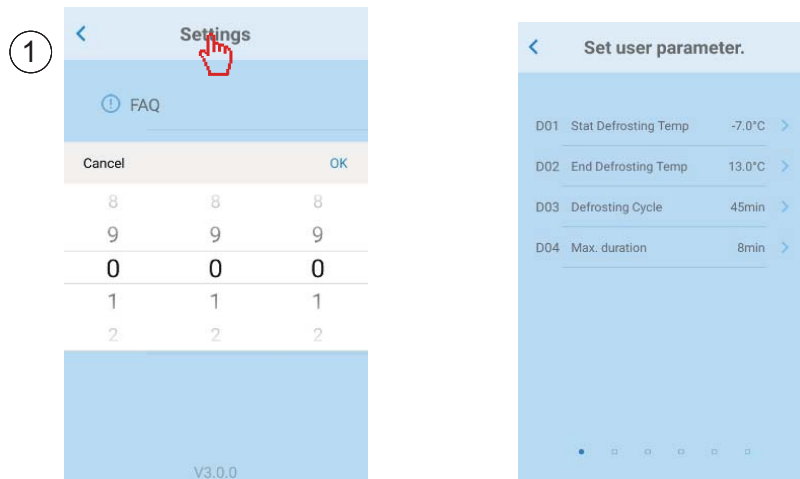 1
Settings
FAQ
Cancel OK
8 8 8
9 9 9
0 0 0
1 1 1
2 2 2
V3.0.0
Set user parameter.
D01 Stat Defrosting Temp -7.0°C
D02 End Defrosting Temp 13.0°C
D03 Defrosting Cycle 45min
D04 Max. duration 8min